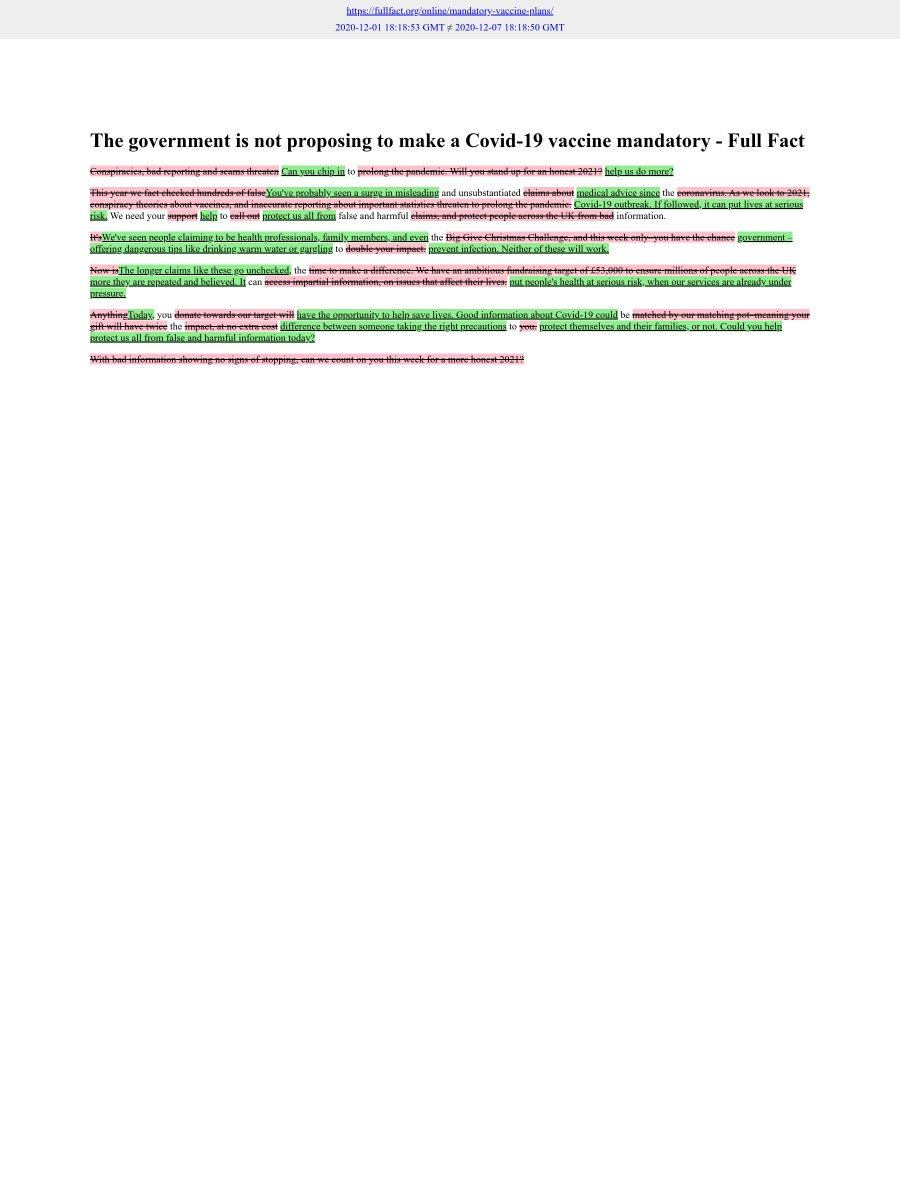 https://fullfact.org/online/mandatory-vaccine-plans/
2020-12-01 18:18:53 GMT ≠ 2020-12-07 18:18:50 GMT
The government is not proposing to make a Covid-19 vaccine mandatory - Full Fact
Conspiracies, bad reporting and scams threaten Can you chip in to prolong the pandemic. Will you stand up for an honest 2021? help us do more?
This year we fact checked hundreds of falseYou've probably seen a surge in misleading and unsubstantiated claims about medical advice since the coronavirus. As we look to 2021,
conspiracy theories about vaccines, and inaccurate reporting about important statistics threaten to prolong the pandemic. Covid-19 outbreak. If followed, it can put lives at serious
risk. We need your support help to call out protect us all from false and harmful claims, and protect people across the UK from bad information.
It'sWe've seen people claiming to be health professionals, family members, and even the Big Give Christmas Challenge, and this week only–you have the chance government –
offering dangerous tips like drinking warm water or gargling to double your impact. prevent infection. Neither of these will work.
Now isThe longer claims like these go unchecked, the time to make a difference. We have an ambitious fundraising target of £53,000 to ensure millions of people across the UK
more they are repeated and believed. It can access impartial information, on issues that affect their lives. put people's health at serious risk, when our services are already under
pressure.
AnythingToday, you donate towards our target will have the opportunity to help save lives. Good information about Covid-19 could be matched by our matching pot–meaning your
gift will have twice the impact, at no extra cost difference between someone taking the right precautions to you. protect themselves and their families, or not. Could you help
protect us all from false and harmful information today?
With bad information showing no signs of stopping, can we count on you this week for a more honest 2021?